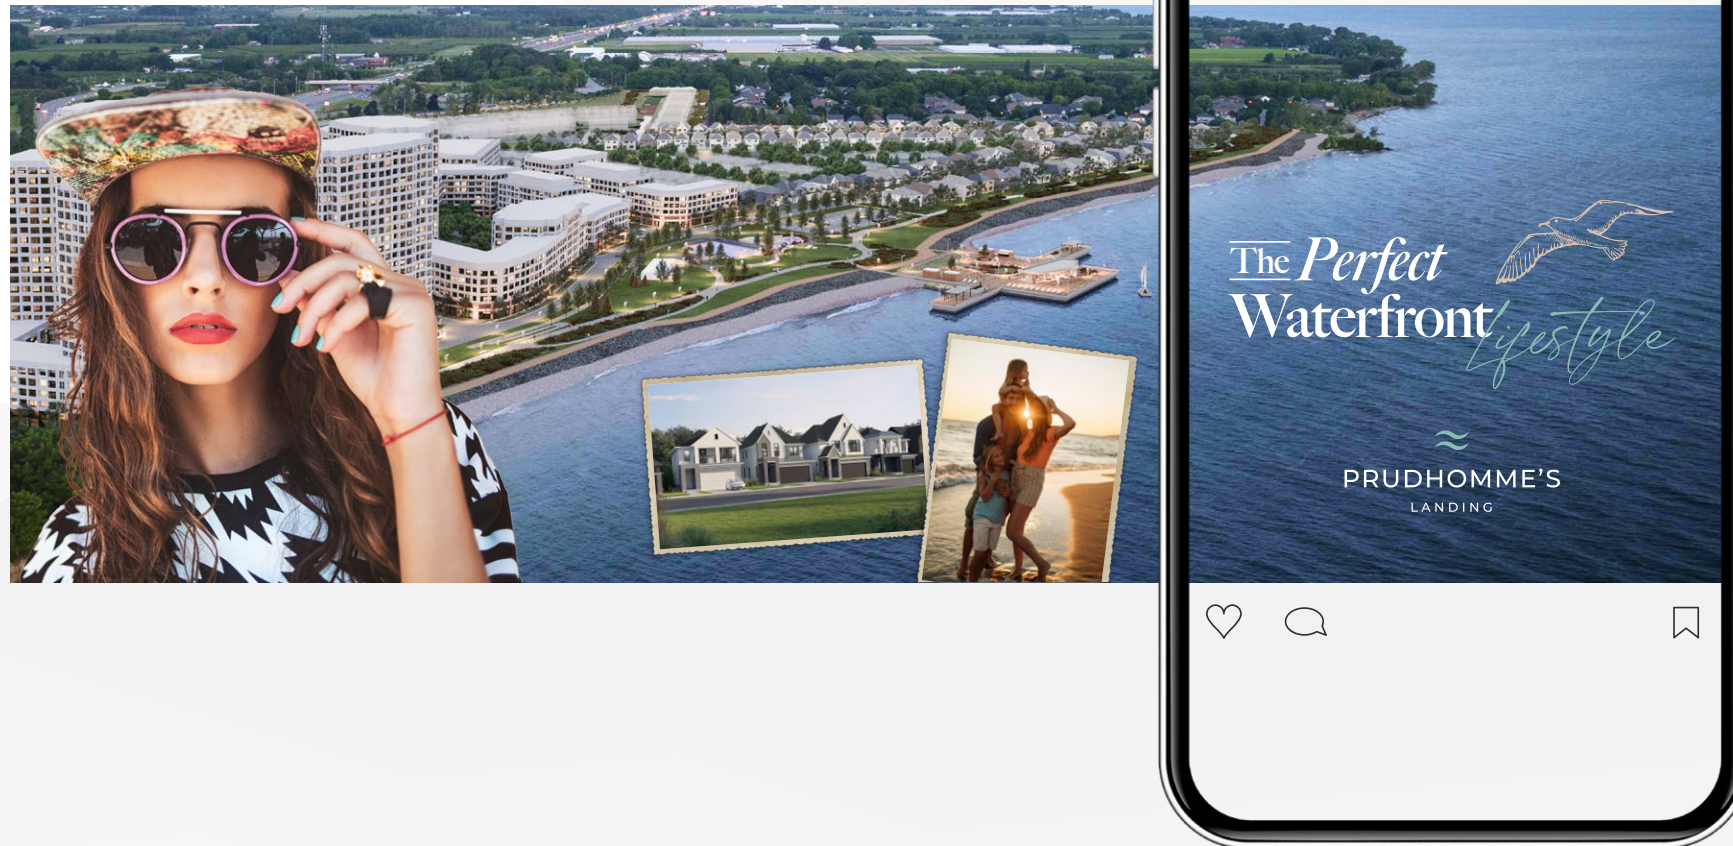 The Perfect
Waterfront
Lifestyle
PRUDHOMME'S
LANDING